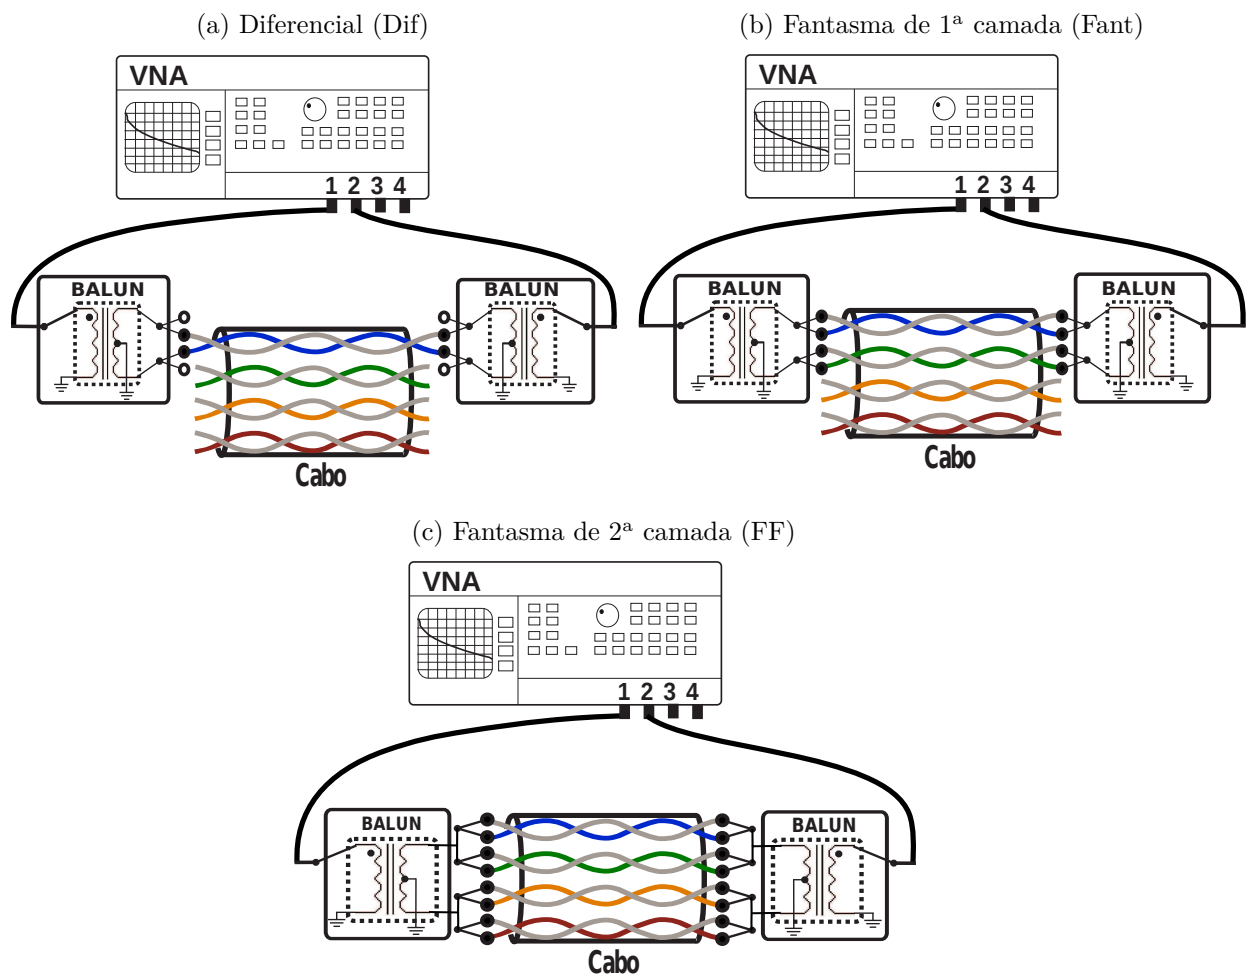 (a) Diferencial (Dif)
VNA
1 2 3 4
BALUN
BALUN
Cabo
(b) Fantasma de 1ª camada (Fant)
VNA
1 2 3 4
BALUN
BALUN
Cabo
(c) Fantasma de 2ª camada (FF)
VNA
1 2 3 4
BALUN
BALUN
Cabo